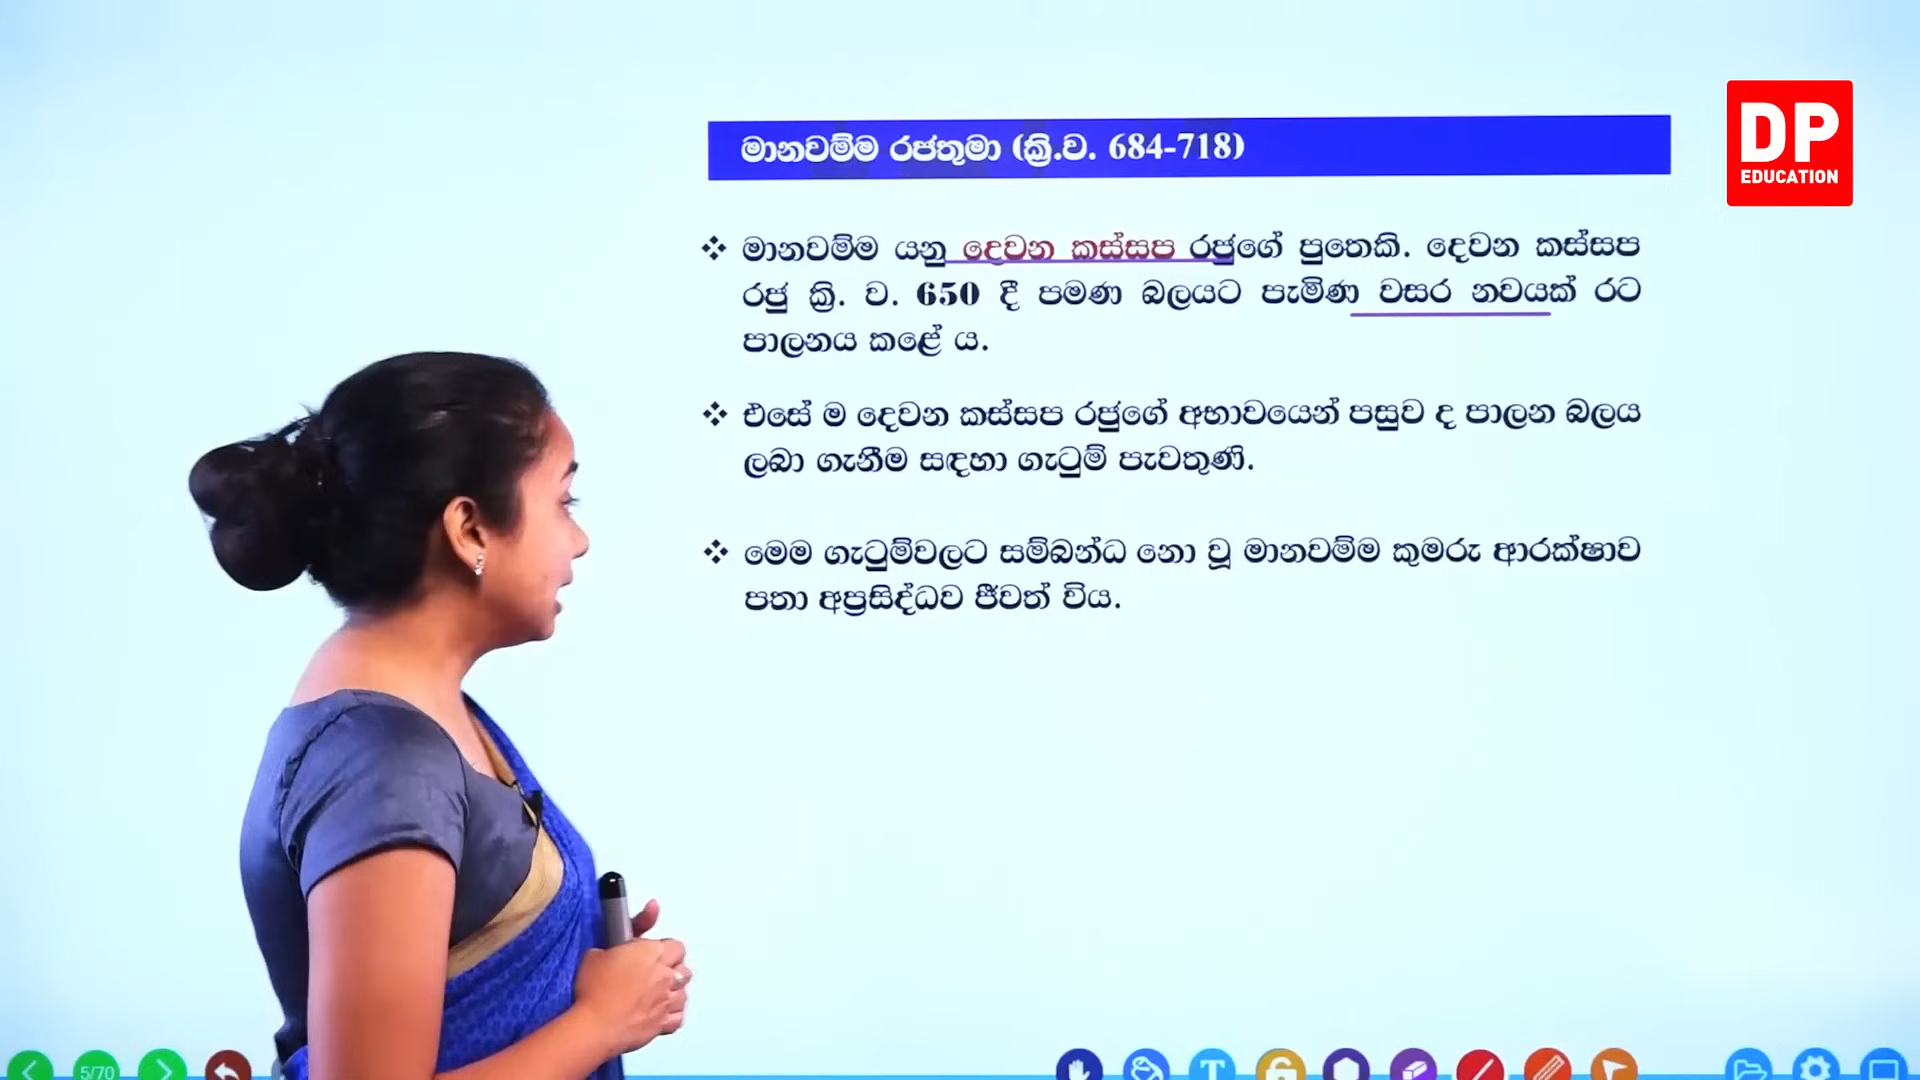 DP
EDUCATION
මානවම්ම රජතුමා (ක්‍රි.ව. 684-718)
❖ මානවම්ම යනු දෙවන කස්සප රජුගේ පුතෙකි. දෙවන කස්සප
රජු ක්‍රි. ව. 650 දී පමණ බලයට පැමිණ වසර නවයක් රට
පාලනය කළේ ය.
❖ එසේ ම දෙවන කස්සප රජුගේ අභාවයෙන් පසුව ද පාලන බලය
ලබා ගැනීම සඳහා ගැටුම් පැවතුණි.
❖ මෙම ගැටුම්වලට සම්බන්ධ නො වූ මානවම්ම කුමරු ආරක්ෂාව
පතා අප්‍රසිද්ධව ජීවත් විය.
5/70
T